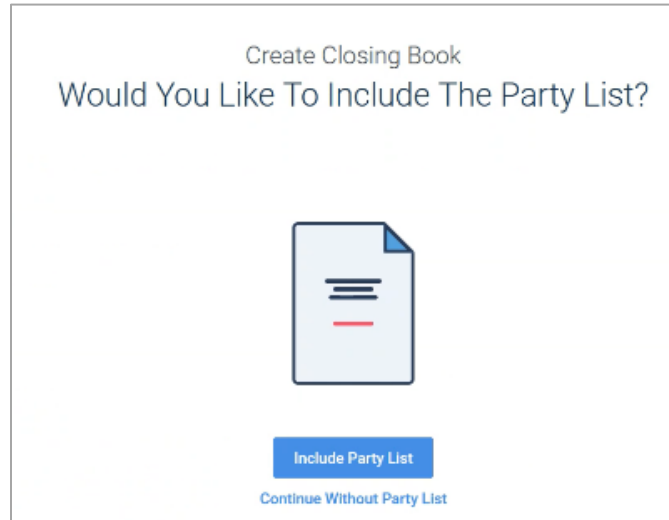 Create Closing Book
Would You Like To Include The Party List?
Include Party List
Continue Without Party List